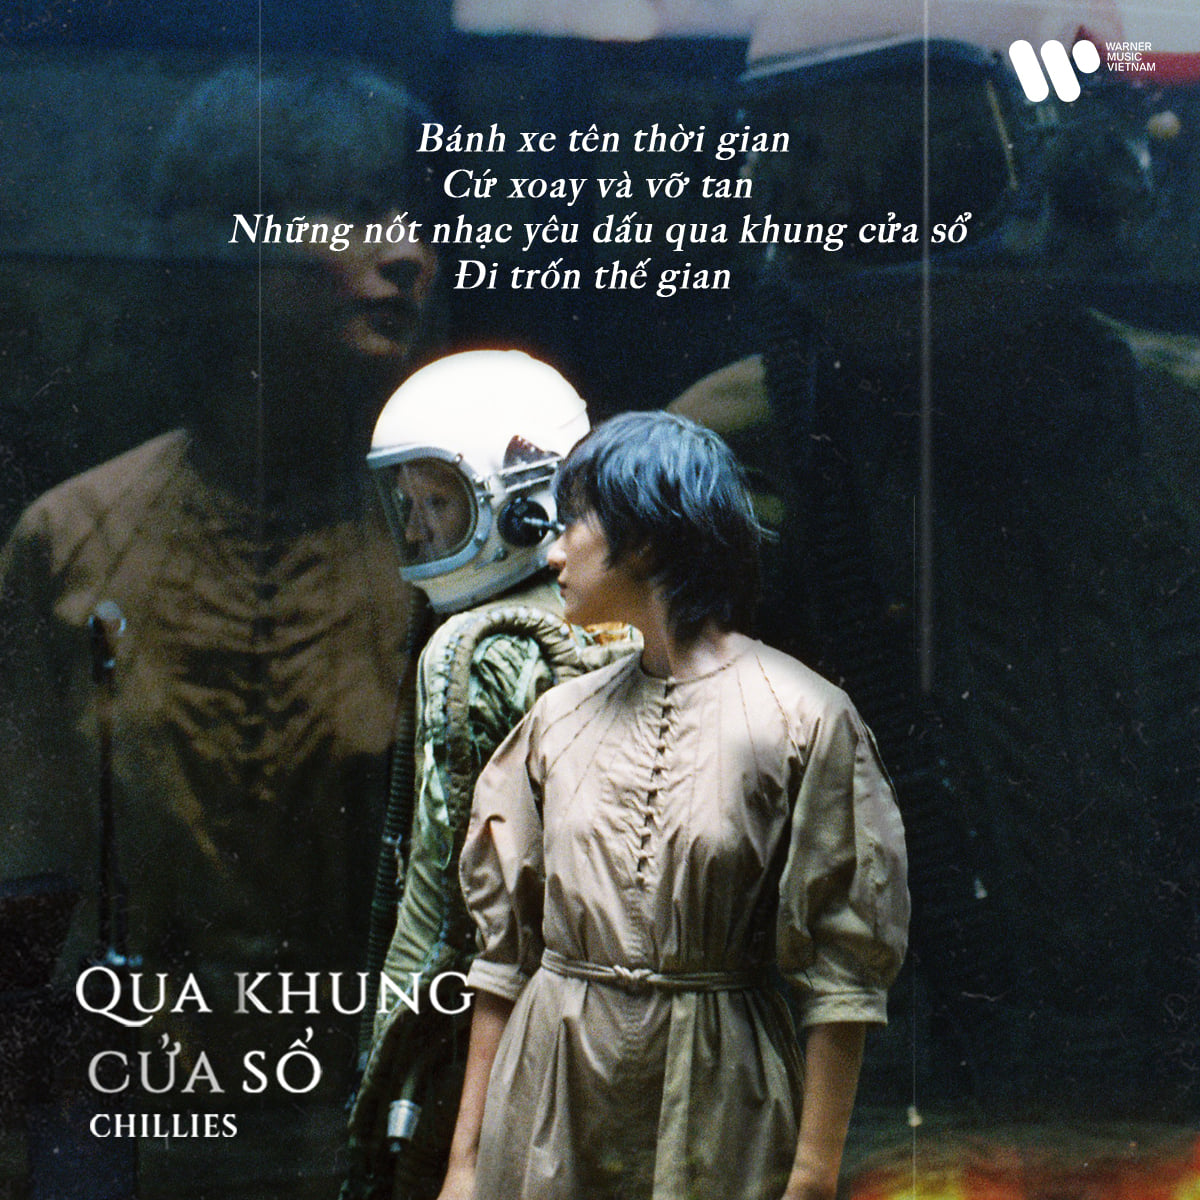 WARNER
MUSIC
VIETNAM
Bánh xe tên thời gian
Cứ xoay và vỡ tan
Những nốt nhạc yêu dấu qua khung cửa sổ
Đi trốn thế gian
QUA KHUNG
CỬA SỔ
CHILLIES